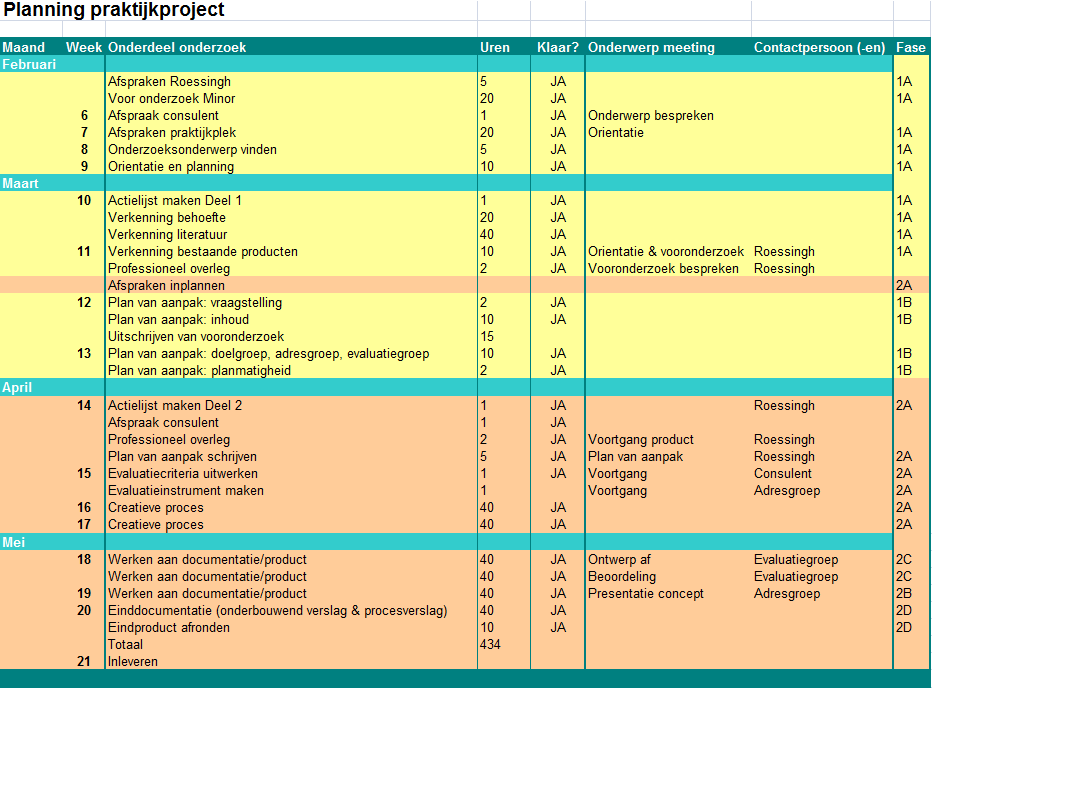 Planning praktijkproject
Maand Week Onderdeel onderzoek Uren Klaar? Onderwerp meeting Contactpersoon (-en) Fase
Februari
Afspraken Roessingh 5 JA 1A
Voor onderzoek Minor 20 JA 1A
6 Afspraak consulent 1 JA Onderwerp bespreken
7 Afspraken praktijkplek 20 JA Orientatie 1A
8 Onderzoeksonderwerp vinden 5 JA 1A
9 Orientatie en planning 10 JA 1A
Maart
10 Actielijst maken Deel 1 1 JA 1A
Verkenning behoefte 20 JA 1A
Verkenning literatuur 40 JA 1A
11 Verkenning bestaande producten 10 JA Orientatie & vooronderzoek Roessingh 1A
Professioneel overleg 2 JA Vooronderzoek bespreken Roessingh
Afspraken inplannen 2A
12 Plan van aanpak: vraagstelling 2 JA 1B
Plan van aanpak: inhoud 10 JA 1B
Uitschrijven van vooronderzoek 15
13 Plan van aanpak: doelgroep, adresgroep, evaluatiegroep 10 JA 1B
Plan van aanpak: planmatigheid 2 JA 1B
April
14 Actielijst maken Deel 2 1 JA Roessingh 2A
Afspraak consulent 1 JA
Professioneel overleg 2 JA Voortgang product Roessingh
Plan van aanpak schrijven 5 JA Plan van aanpak Roessingh 2A
15 Evaluatiecriteria uitwerken 1 JA Voortgang Consulent 2A
Evaluatieinstrument maken 1 Voortgang Adresgroep 2A
16 Creatieve proces 40 JA 2A
17 Creatieve proces 40 JA 2A
Mei
18 Werken aan documentatie/product 40 JA Ontwerp af Evaluatiegroep 2C
Werken aan documentatie/product 40 JA Beoordeling Evaluatiegroep 2C
19 Werken aan documentatie/product 40 JA Presentatie concept Adresgroep 2B
20 Einddocumentatie (onderbouwend verslag & procesverslag) 40 JA 2D
Eindproduct afronden 10 JA 2D
Totaal 434
21 Inleveren